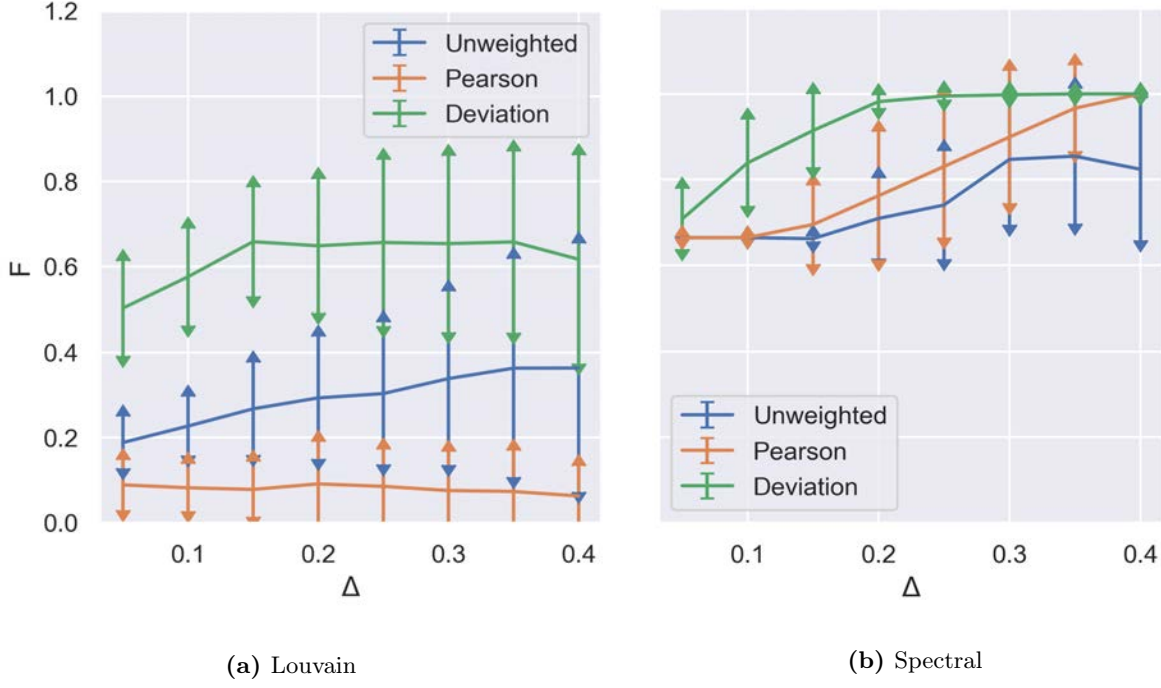 1.2
1.0
0.8
0.6
0.4
0.2
0.0
F
Unweighted
Pearson
Deviation
0.1 0.2 0.3 0.4
Δ
(a) Louvain
Unweighted
Pearson
Deviation
0.1 0.2 0.3 0.4
Δ
(b) Spectral